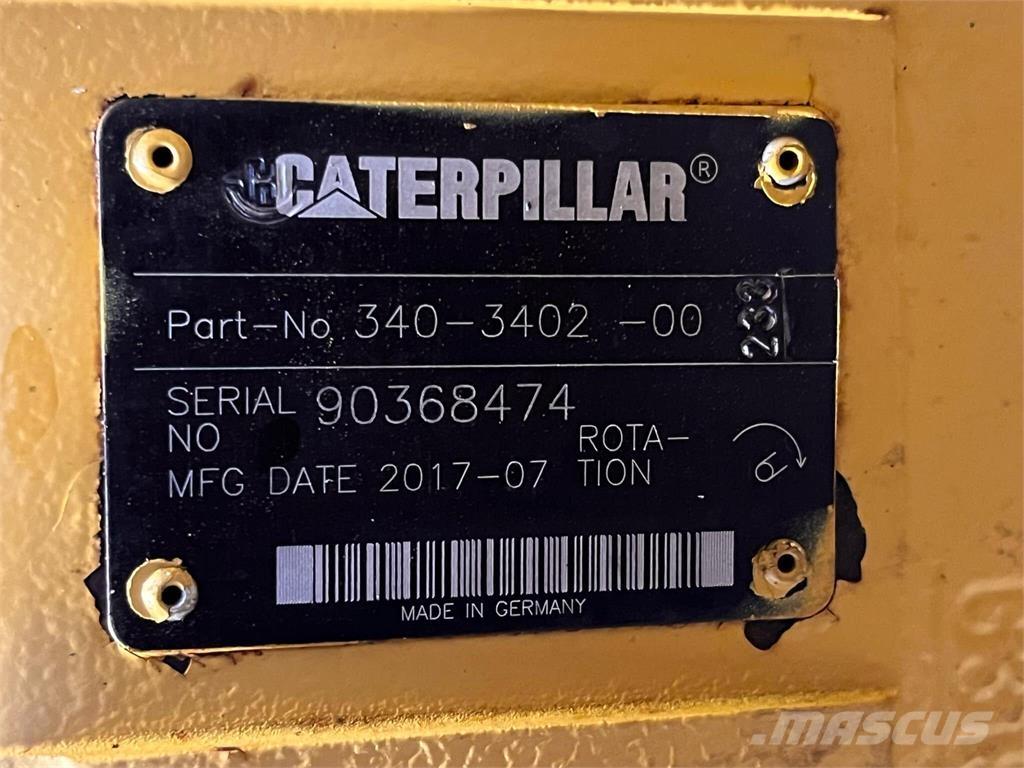 CATERPILLAR®
Part-No 340-3402 -00
233
SERIAL NO 90368474
MFG DATE 2017-07
ROTA-
TION
MADE IN GERMANY
MASCUS